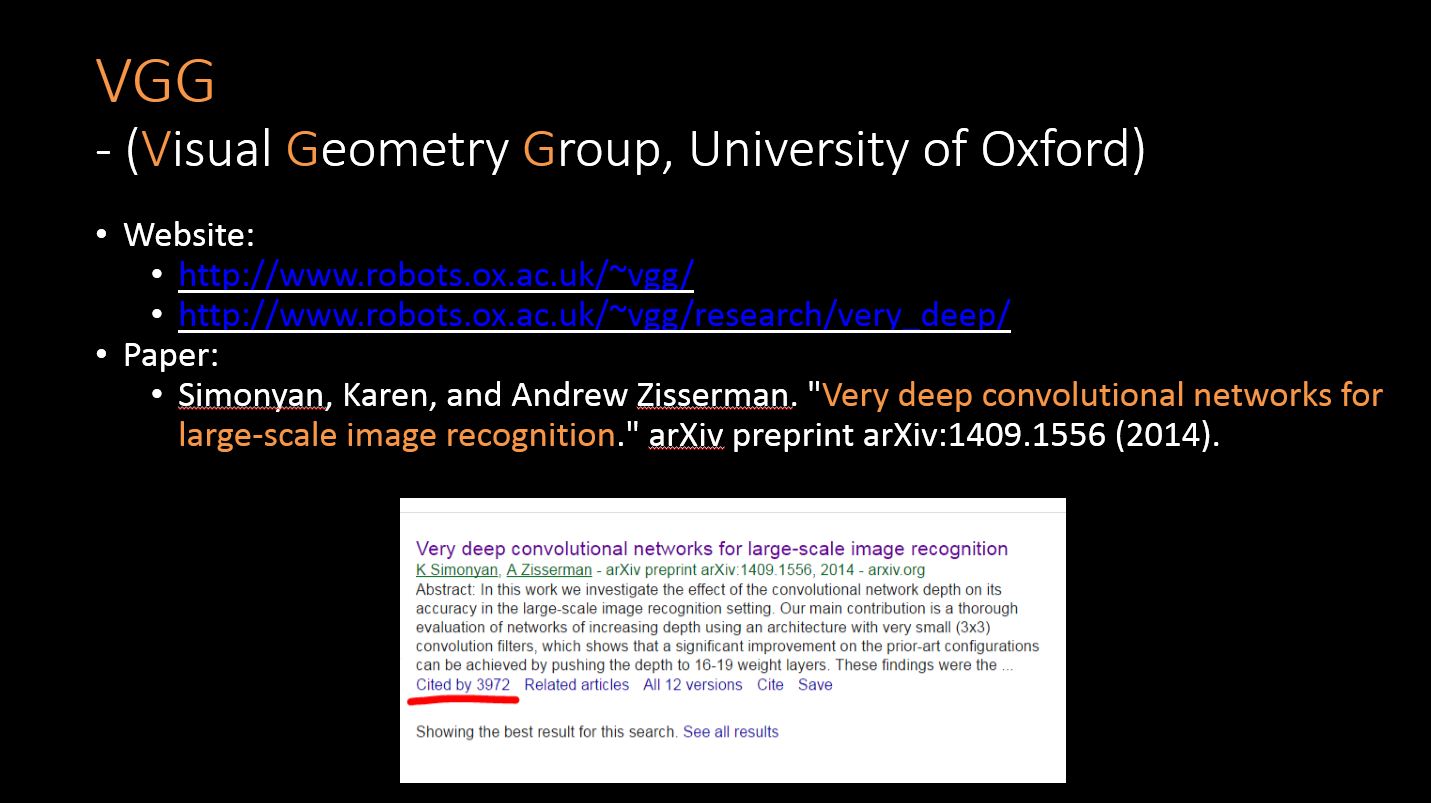 VGG
- (Visual Geometry Group, University of Oxford)
• Website:
• http://www.robots.ox.ac.uk/~vgg/
• http://www.robots.ox.ac.uk/~vgg/research/very_deep/
• Paper:
• Simonyan, Karen, and Andrew Zisserman. "Very deep convolutional networks for
large-scale image recognition." arXiv preprint arXiv:1409.1556 (2014).
Very deep convolutional networks for large-scale image recognition
K Simonyan, A Zisserman - arXiv preprint arXiv:1409.1556, 2014 - arxiv.org
Abstract: In this work we investigate the effect of the convolutional network depth on its
accuracy in the large-scale image recognition setting. Our main contribution is a thorough
evaluation of networks of increasing depth using an architecture with very small (3x3)
convolution filters, which shows that a significant improvement on the prior-art configurations
can be achieved by pushing the depth to 16-19 weight layers. These findings were the ...
Cited by 3972 Related articles All 12 versions Cite Save
Showing the best result for this search. See all results